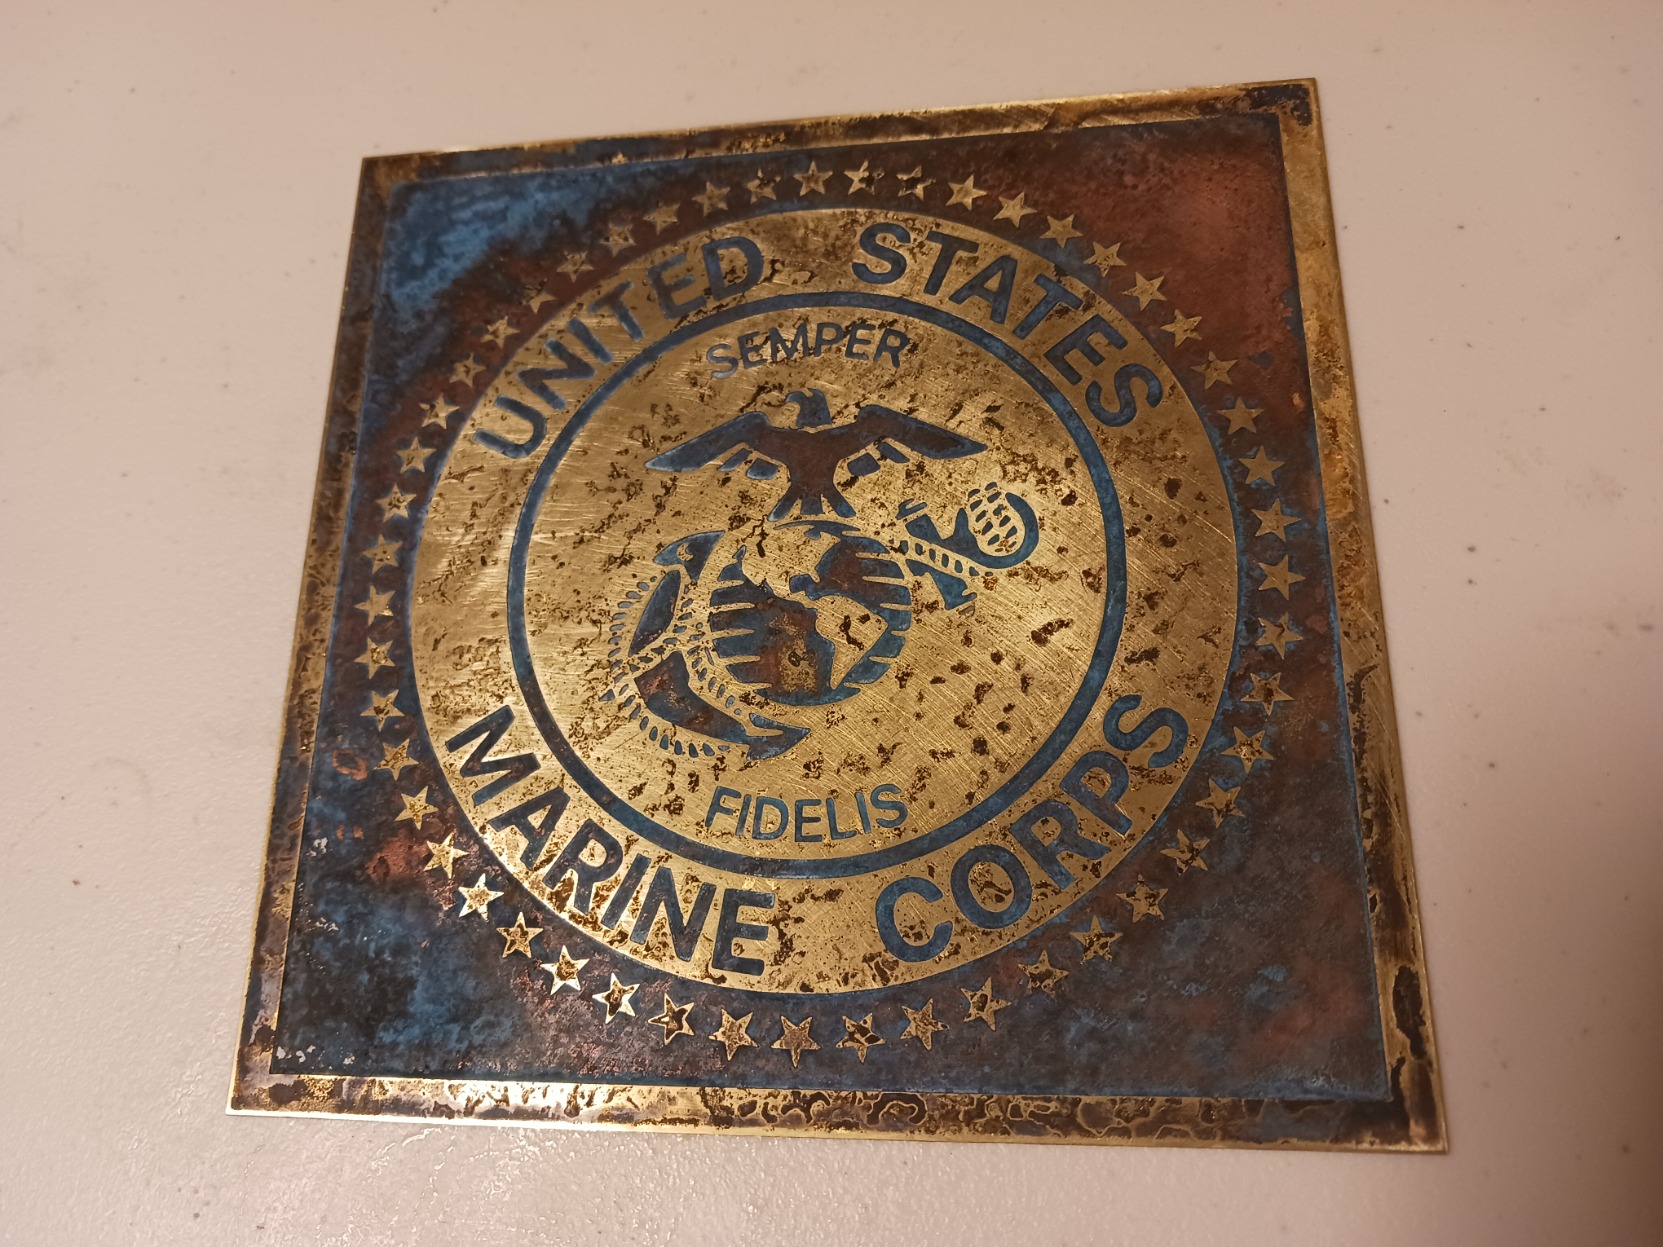 UNITED STATES
SEMPER
FIDELIS
MARINE CORPS